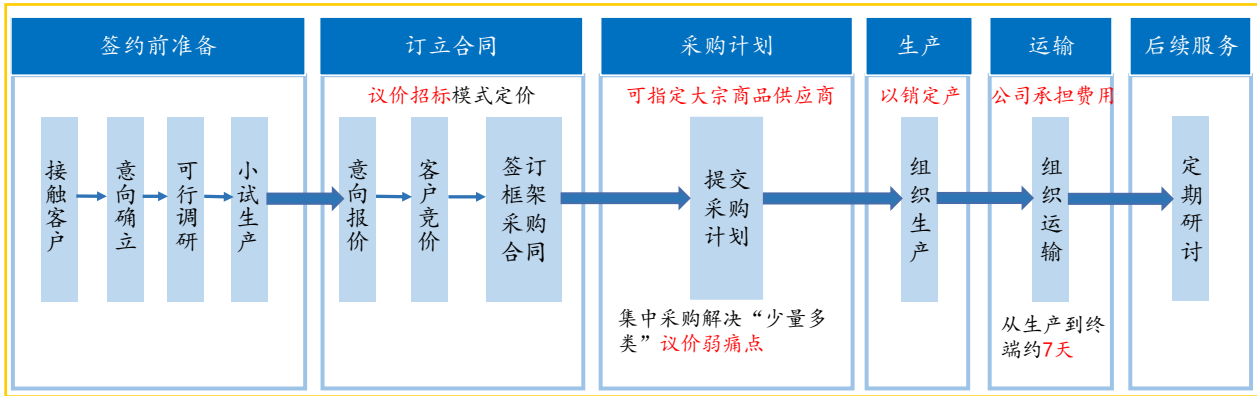 签约前准备
订立合同
采购计划
生产
运输
后续服务
议价招标模式定价
可指定大宗商品供应商
以销定产
公司承担费用
接触客户
意向确立
可行调研
小试生产
意向报价
客户竞价
签订
框架
采购
合同
提交
采购
计划
组织生产
组织运输
定期研讨
集中采购解决“少量多
类”议价弱痛点
从生产到终
端约7天